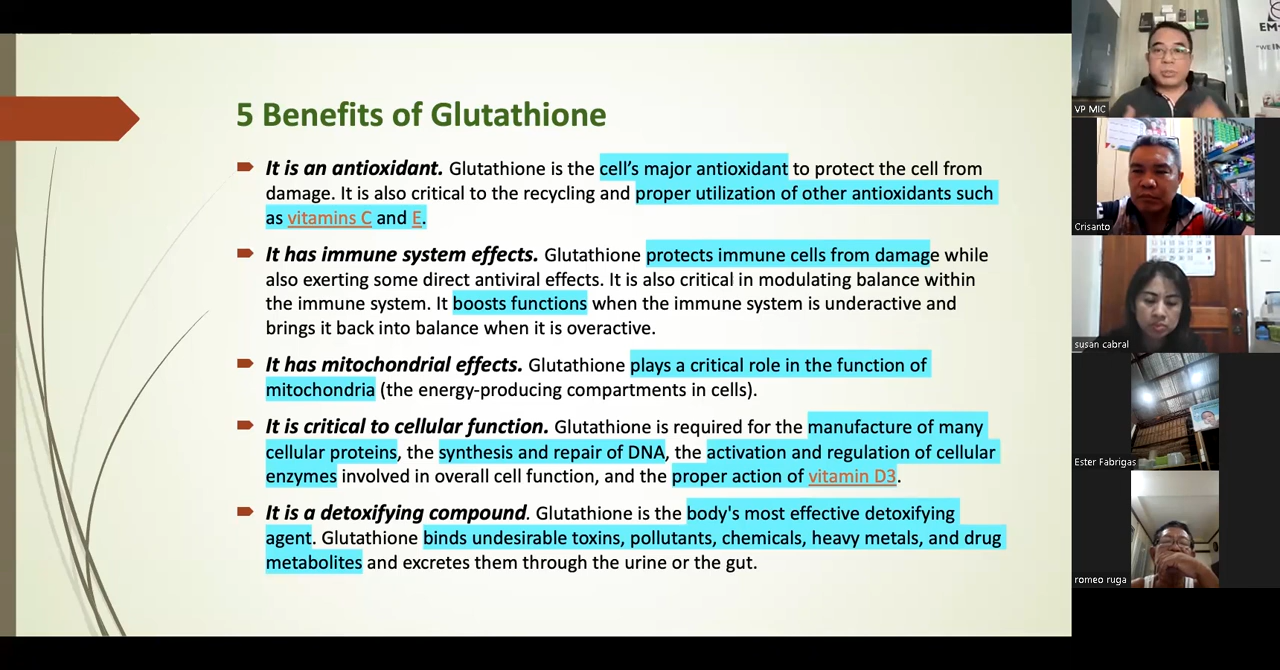 5 Benefits of Glutathione
It is an antioxidant. Glutathione is the cell’s major antioxidant to protect the cell from
damage. It is also critical to the recycling and proper utilization of other antioxidants such
as vitamins C and E.
It has immune system effects. Glutathione protects immune cells from damage while
also exerting some direct antiviral effects. It is also critical in modulating balance within
the immune system. It boosts functions when the immune system is underactive and
brings it back into balance when it is overactive.
It has mitochondrial effects. Glutathione plays a critical role in the function of
mitochondria (the energy-producing compartments in cells).
It is critical to cellular function. Glutathione is required for the manufacture of many
cellular proteins, the synthesis and repair of DNA, the activation and regulation of cellular
enzymes involved in overall cell function, and the proper action of vitamin D3.
It is a detoxifying compound. Glutathione is the body's most effective detoxifying
agent. Glutathione binds undesirable toxins, pollutants, chemicals, heavy metals, and drug
metabolites and excretes them through the urine or the gut.
VP MIC
Crisanto
susan cabral
Ester Fabrigas
romeo ruga